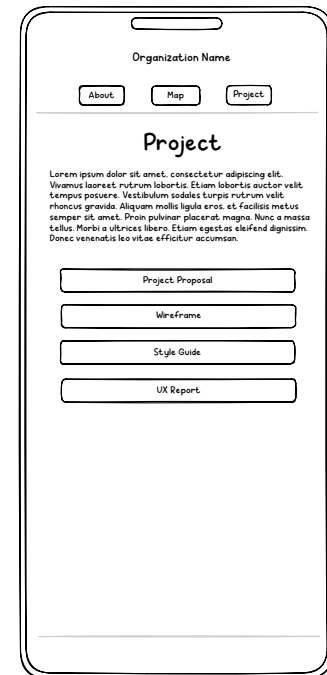 Organization Name
About Map Project
Project
Lorem ipsum dolor sit amet, consectetur adipiscing elit.
Vivamus laoreet rutrum lobortis. Etiam lobortis auctor velit
tempus posuere. Vestibulum sodales turpis rutrum velit
rhoncus gravida. Aliquam mollis ligula eros, et facilisis metus
semper sit amet. Proin pulvinar placerat magna. Nunc a massa
tellus. Morbi a ultrices libero. Etiam egestas eleifend dignissim.
Donec venenatis leo vitae efficitur accumsan.
Project Proposal
Wireframe
Style Guide
UX Report